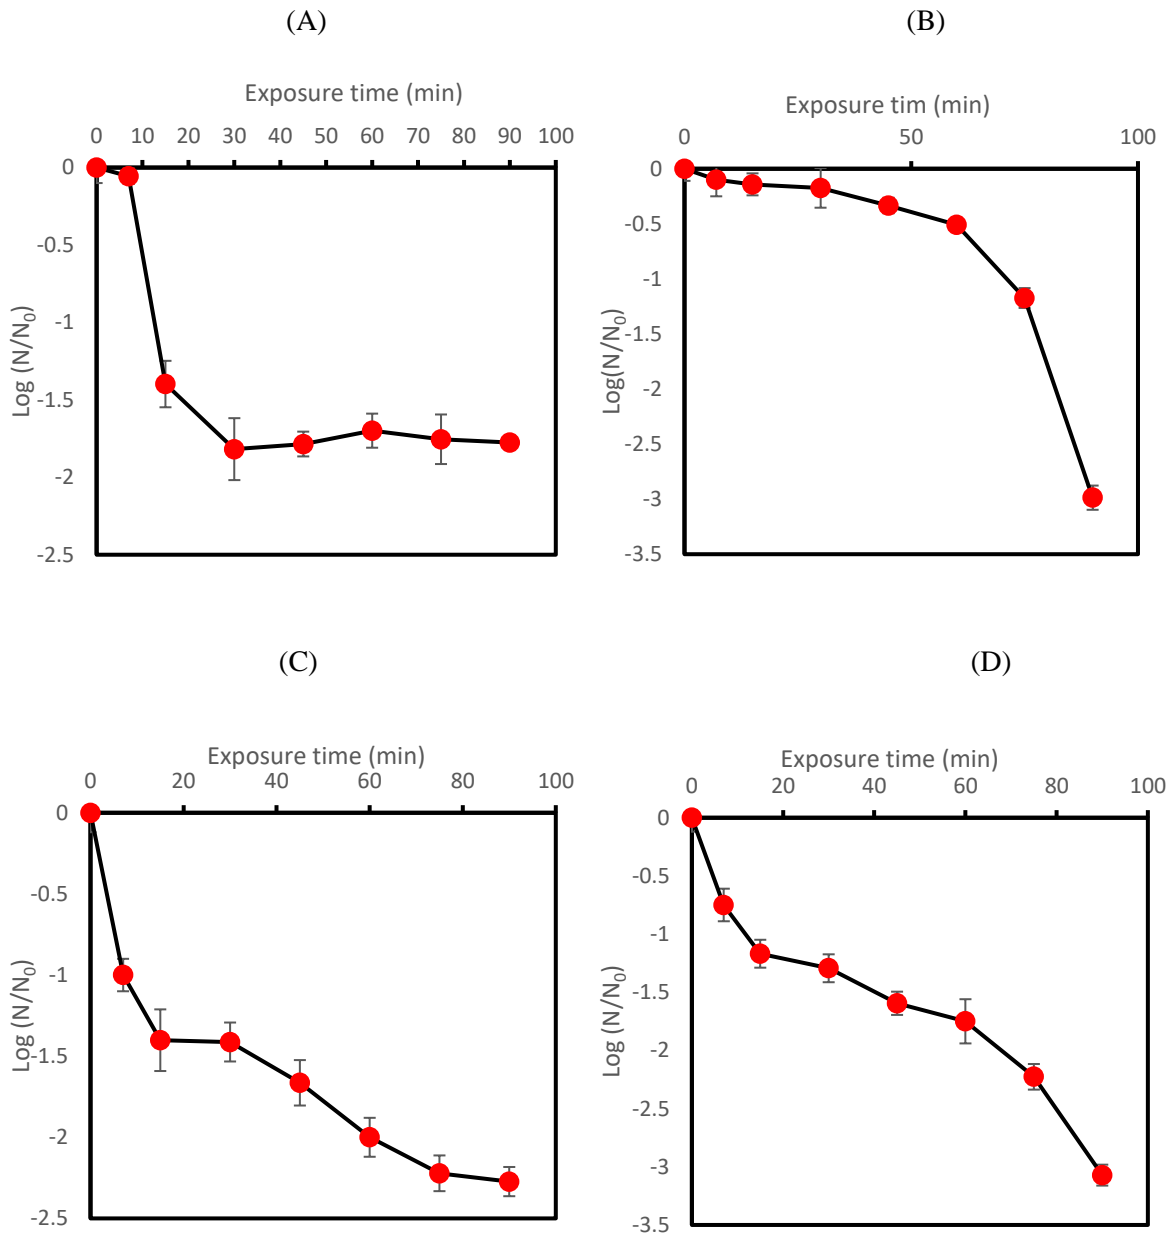 (A)
Exposure time (min)
0 10 20 30 40 50 60 70 80 90 100
0
-0.5
-1
-1.5
-2
-2.5
Log (N/N₀)
(B)
Exposure tim (min)
0 50 100
0
-0.5
-1
-1.5
-2
-2.5
-3
-3.5
Log(N/N₀)
(C)
Exposure time (min)
0 20 40 60 80 100
0
-0.5
-1
-1.5
-2
-2.5
Log (N/N₀)
(D)
Exposure time (min)
0 20 40 60 80 100
0
-0.5
-1
-1.5
-2
-2.5
-3
-3.5
Log (N/N₀)